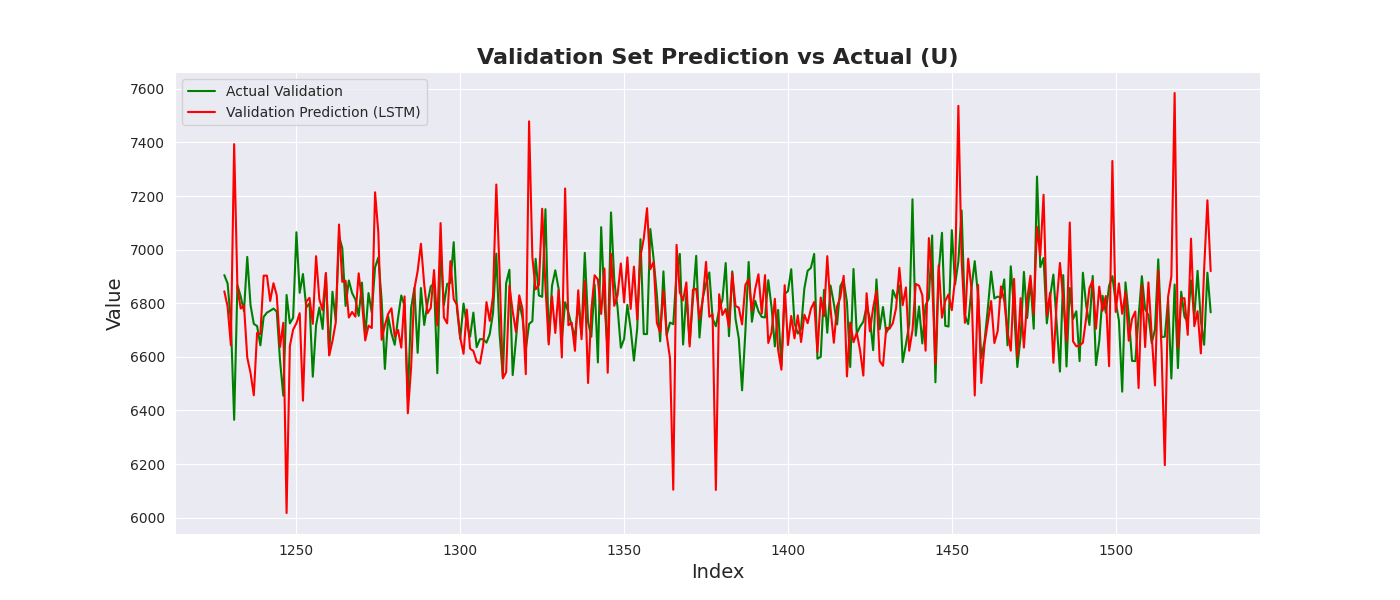 Validation Set Prediction vs Actual (U)
Actual Validation
Validation Prediction (LSTM)
7600
7400
7200
7000
6800
6600
6400
6200
6000
Value
1250 1300 1350 1400 1450 1500
Index